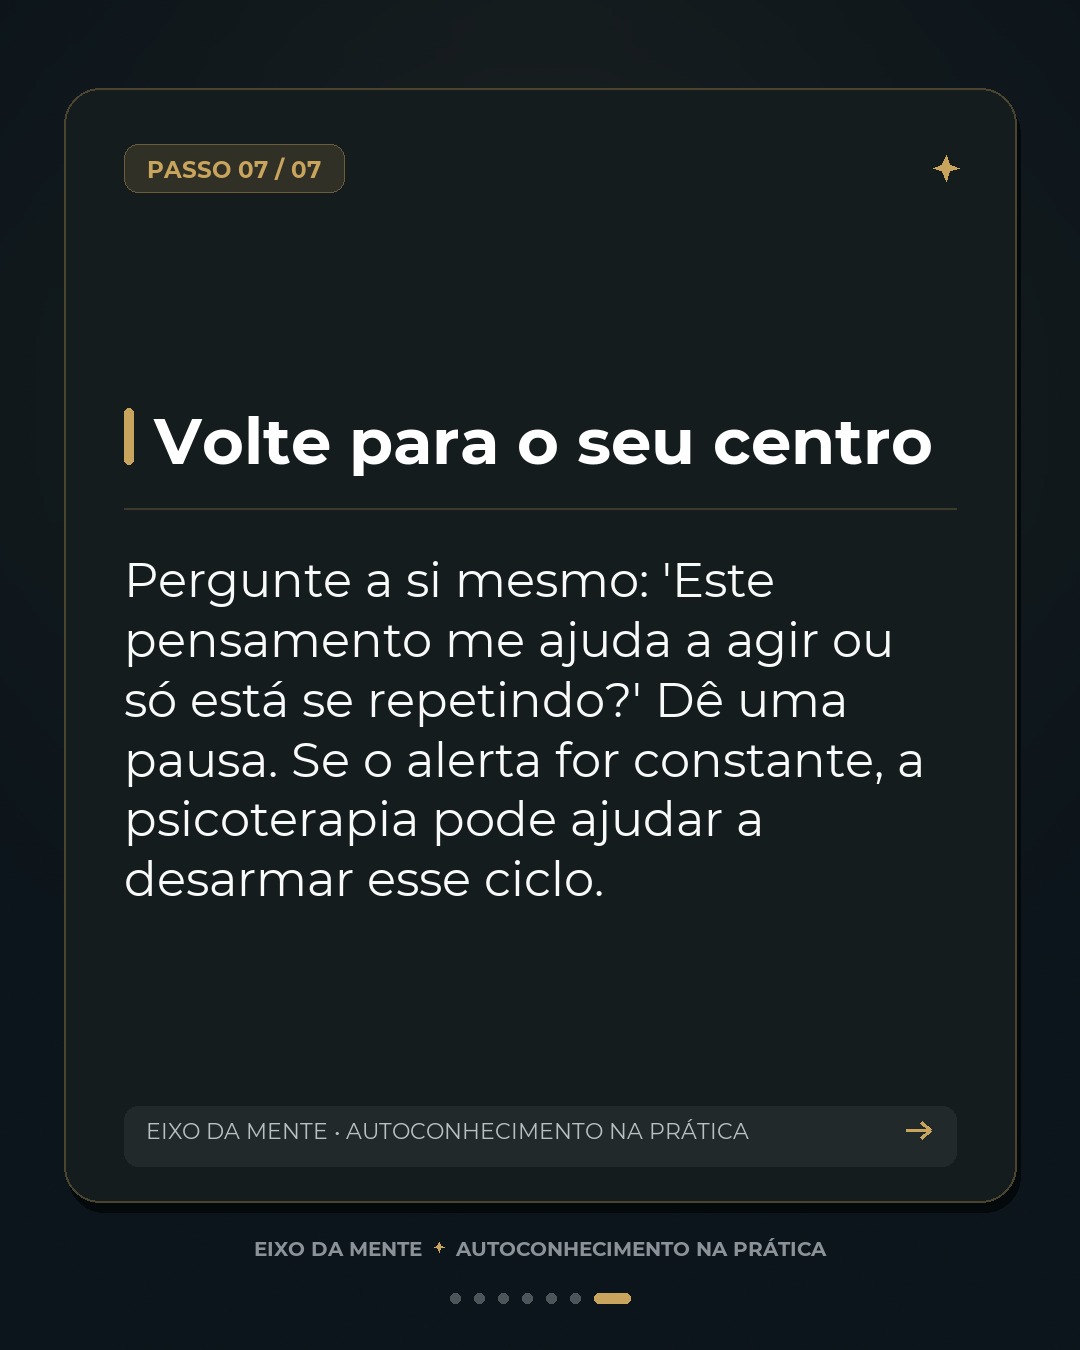 PASSO 07 / 07
Volte para o seu centro
Pergunte a si mesmo: 'Este
pensamento me ajuda a agir ou
só está se repetindo?' Dê uma
pausa. Se o alerta for constante, a
psicoterapia pode ajudar a
desarmar esse ciclo.
EIXO DA MENTE • AUTOCONHECIMENTO NA PRÁTICA
EIXO DA MENTE ✦ AUTOCONHECIMENTO NA PRÁTICA